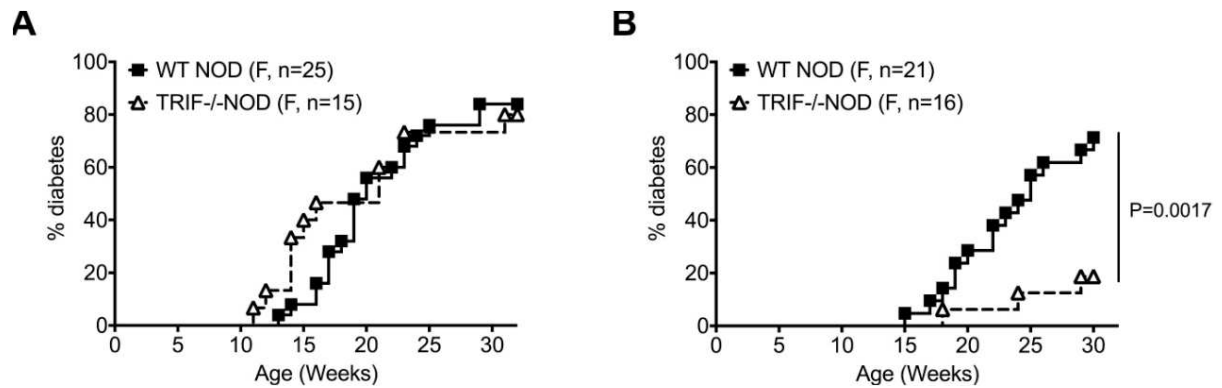 A
WT NOD (F, n=25)
TRIF-/-NOD (F, n=15)
% diabetes
100
80
60
40
20
0
0 5 10 15 20 25 30
Age (Weeks)
B
WT NOD (F, n=21)
TRIF-/-NOD (F, n=16)
% diabetes
100
80
60
40
20
0
P=0.0017
0 5 10 15 20 25 30
Age (Weeks)